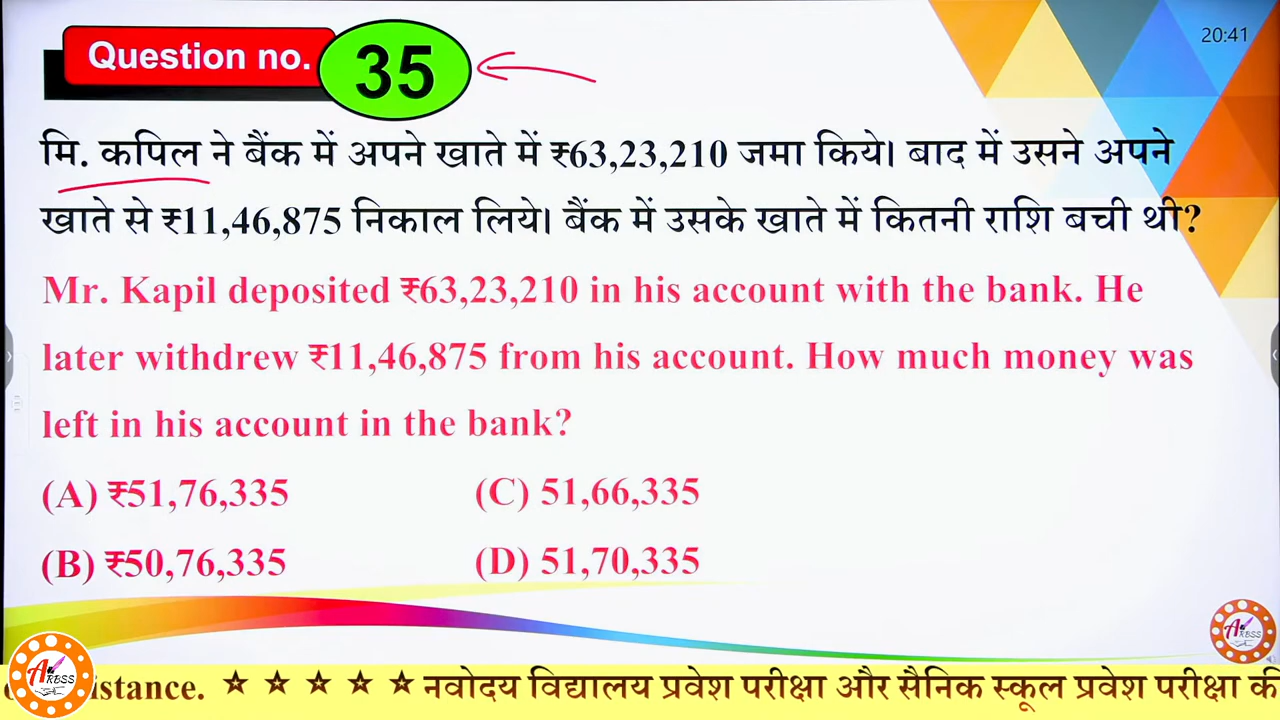 Question no. 35
20:41
मि. कपिल ने बैंक में अपने खाते में ₹63,23,210 जमा किये। बाद में उसने अपने
खाते से ₹11,46,875 निकाल लिये। बैंक में उसके खाते में कितनी राशि बची थी?
Mr. Kapil deposited ₹63,23,210 in his account with the bank. He
later withdrew ₹11,46,875 from his account. How much money was
left in his account in the bank?
(A) ₹51,76,335 (C) 51,66,335
(B) ₹50,76,335 (D) 51,70,335
ARBSS
ARBSS
istance. ☆ ☆ ☆ ☆ ☆ नवोदय विद्यालय प्रवेश परीक्षा और सैनिक स्कूल प्रवेश परीक्षा की